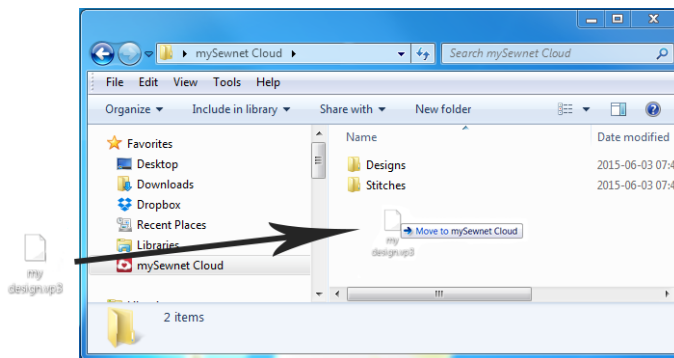 mySewnet Cloud
Search mySewnet Cloud
File Edit View Tools Help
Organize Include in library Share with New folder
Name Date modified
Favorites
Desktop
Downloads
Dropbox
Recent Places
Libraries
mySewnet Cloud
Designs 2015-06-03 07:4
Stitches 2015-06-03 07:4
my
design.vp3
Move to mySewnet Cloud
my
design.vp3
2 items